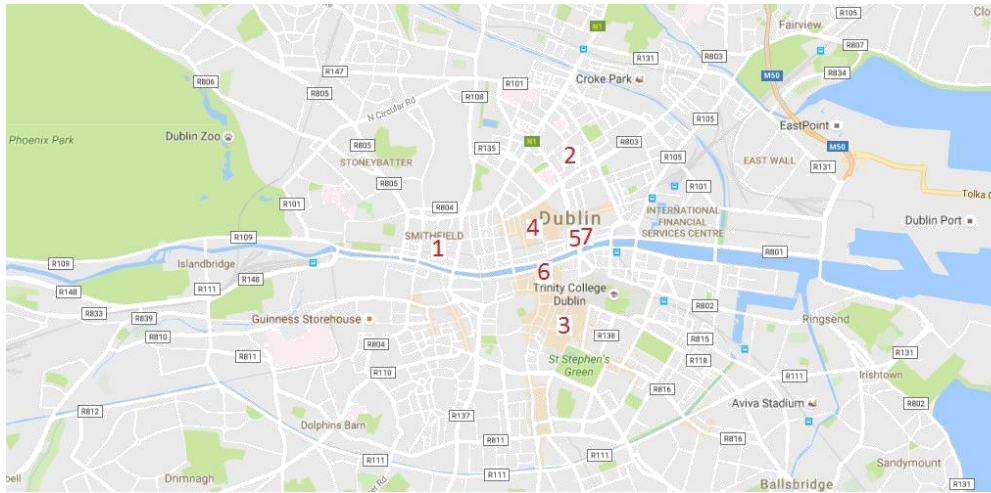 R105
Fairview
Clo
N1
R131
R803
R807
R147
R806
R805
R101
Croke Park
M50
R834
N Circular Rd
R108
R105
EastPoint
Phoenix Park
Dublin Zoo
R135
N1
R803
M50
R805
2
STONEYBATTER
R105
EAST WALL
R131
R805
R101
Tolka
R101
R804
Dublin
INTERNATIONAL
FINANCIAL
SERVICES CENTRE
Dublin Port
4
R109
SMITHFIELD
57
1
R801
R109
Islandbridge
6
R148
R111
R148
Trinity College
Dublin
R802
R833
R839
Guinness Storehouse
3
Ringsend
R810
R804
R138
R815
R811
St Stephen's
Green
R118
R131
R110
R111
Irishtown
R816
R812
R137
Aviva Stadium
R802
Dolphins Barn
R811
R816
R111
R111
Sandymount
bell
Drimnagh
Ballsbridge
R131